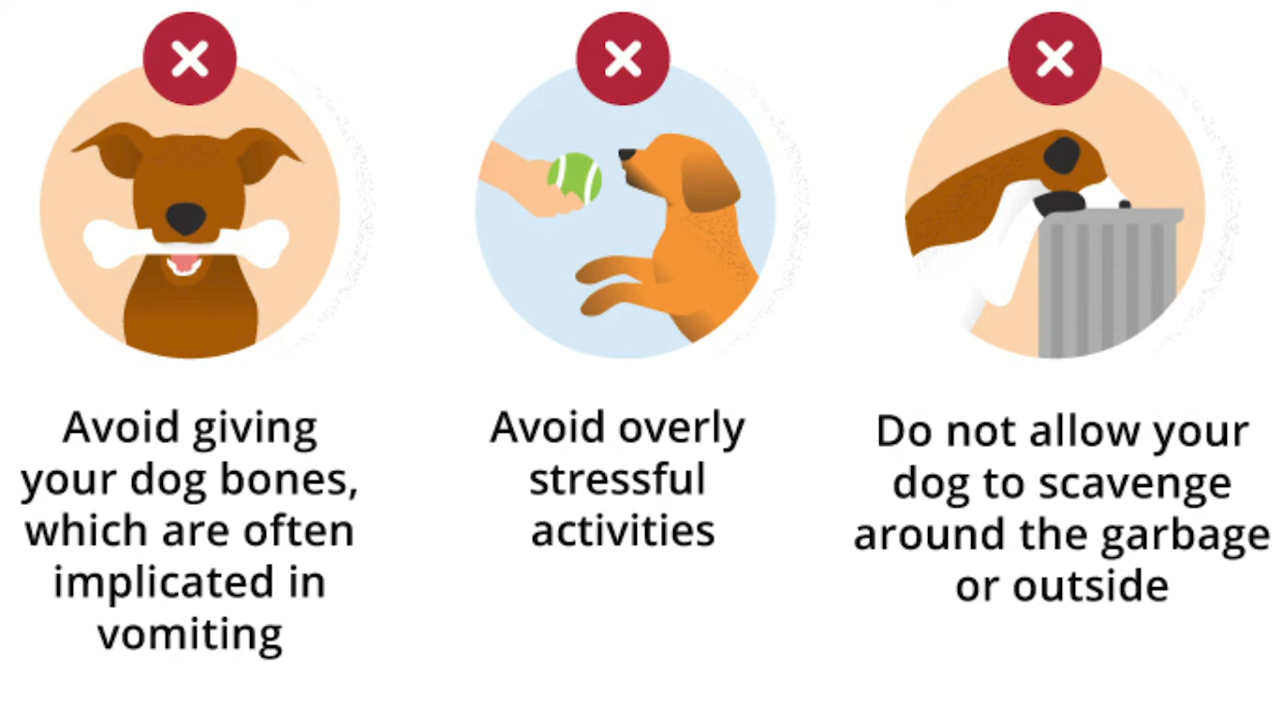 Avoid giving
your dog bones,
which are often
implicated in
vomiting
Avoid overly
stressful
activities
Do not allow your
dog to scavenge
around the garbage
or outside